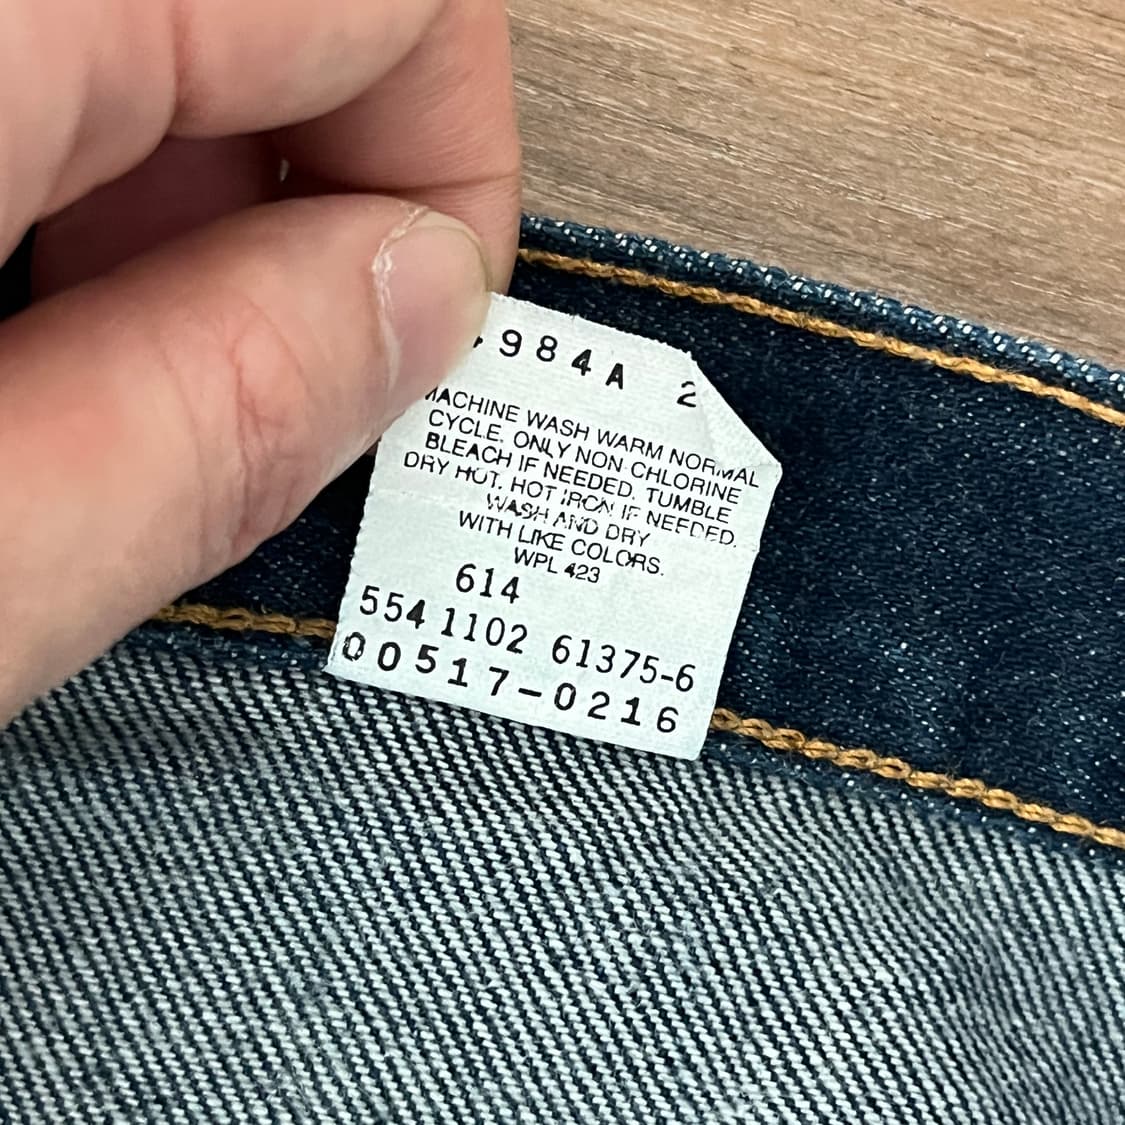 984A 2
MACHINE WASH WARM NORMAL
CYCLE. ONLY NON-CHLORINE
BLEACH IF NEEDED. TUMBLE
DRY HOT. HOT IRON IF NEEDED.
WASH AND DRY
WITH LIKE COLORS.
WPL 423
614
554 1102 61375-6
00517-0216